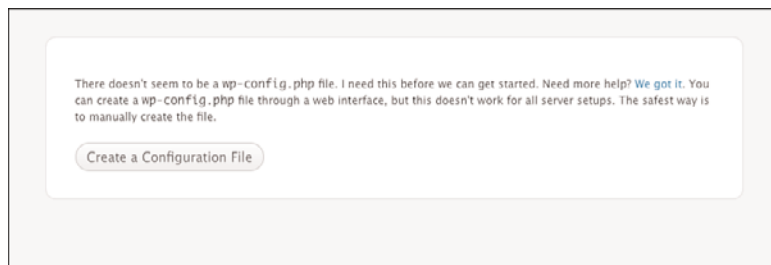 There doesn't seem to be a wp-config.php file. I need this before we can get started. Need more help? We got it. You
can create a wp-config.php file through a web interface, but this doesn't work for all server setups. The safest way is
to manually create the file.
Create a Configuration File